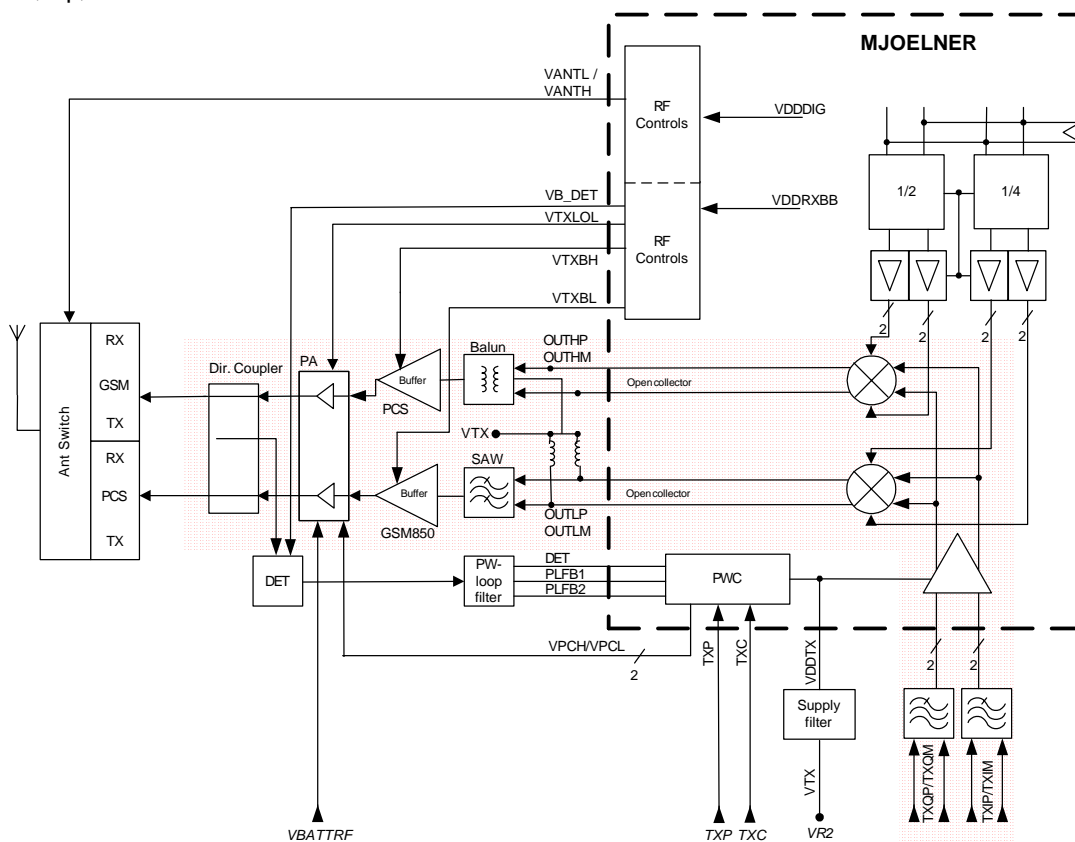 MJOELNER
VANTL /
VANTH
RF
Controls
VDDDIG
1/2
1/4
VB_DET
VTXLOL
VDDRXBB
RF
Controls
VTXBH
VTXBL
2
2
2
2
RX
GSM
TX
RX
PCS
TX
Ant Switch
Dir. Coupler
PA
Buffer
PCS
Balun
OUTHP
OUTHM
Open collector
VTX
SAW
Buffer
GSM850
Open collector
OUTLP
OUTLM
DET
PW-
loop
filter
DET
PLFB1
PLFB2
PWC
VPCH/VPCL
2
TXP
TXC
VDDTX
2
2
Supply
filter
VTX
TXQP/TXQM
TXIP/TXIM
VBATTRF
TXP
TXC
VR2